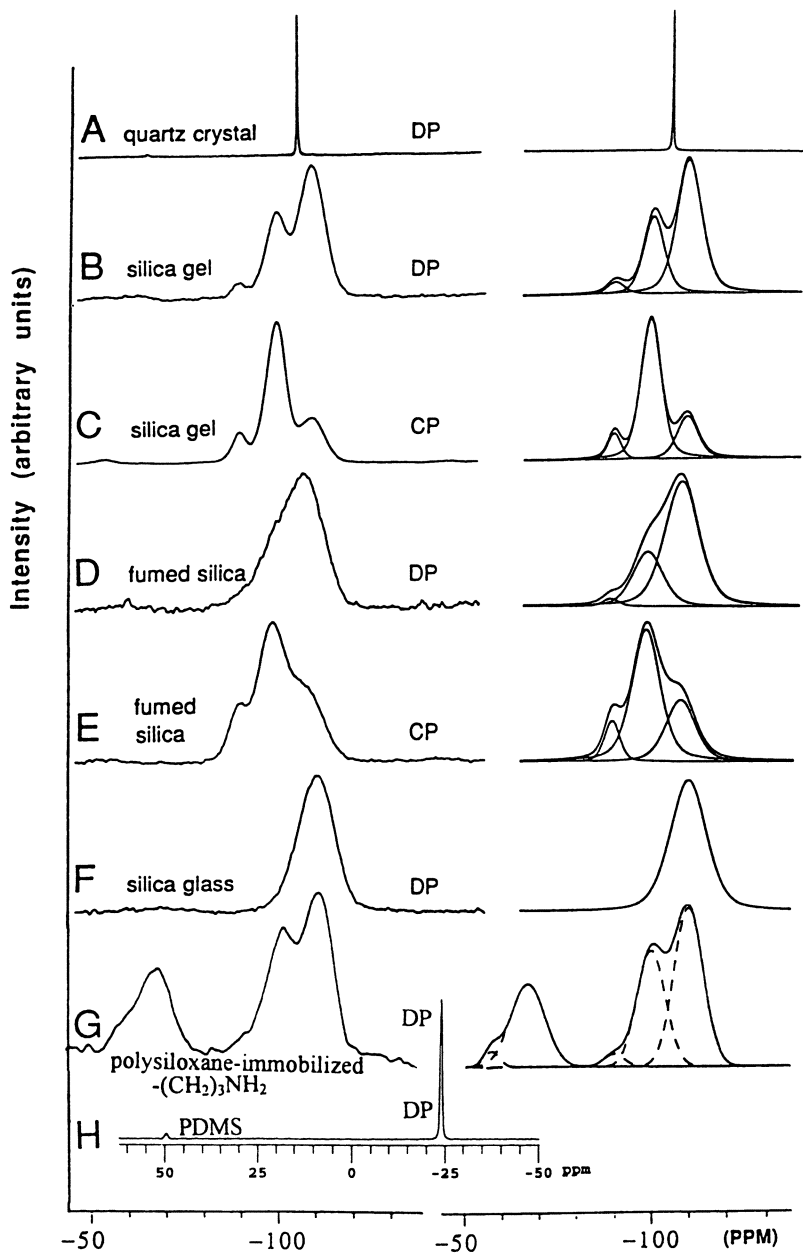 Intensity (arbitrary units)
A quartz crystal DP
B silica gel DP
C silica gel CP
D fumed silica DP
E fumed
silica CP
F silica glass DP
G DP
polysiloxane-immobilized
-(CH₂)₃NH₂
H PDMS DP
50 25 0 -25 -50 ppm
-50 -100 -50 -100 (PPM)